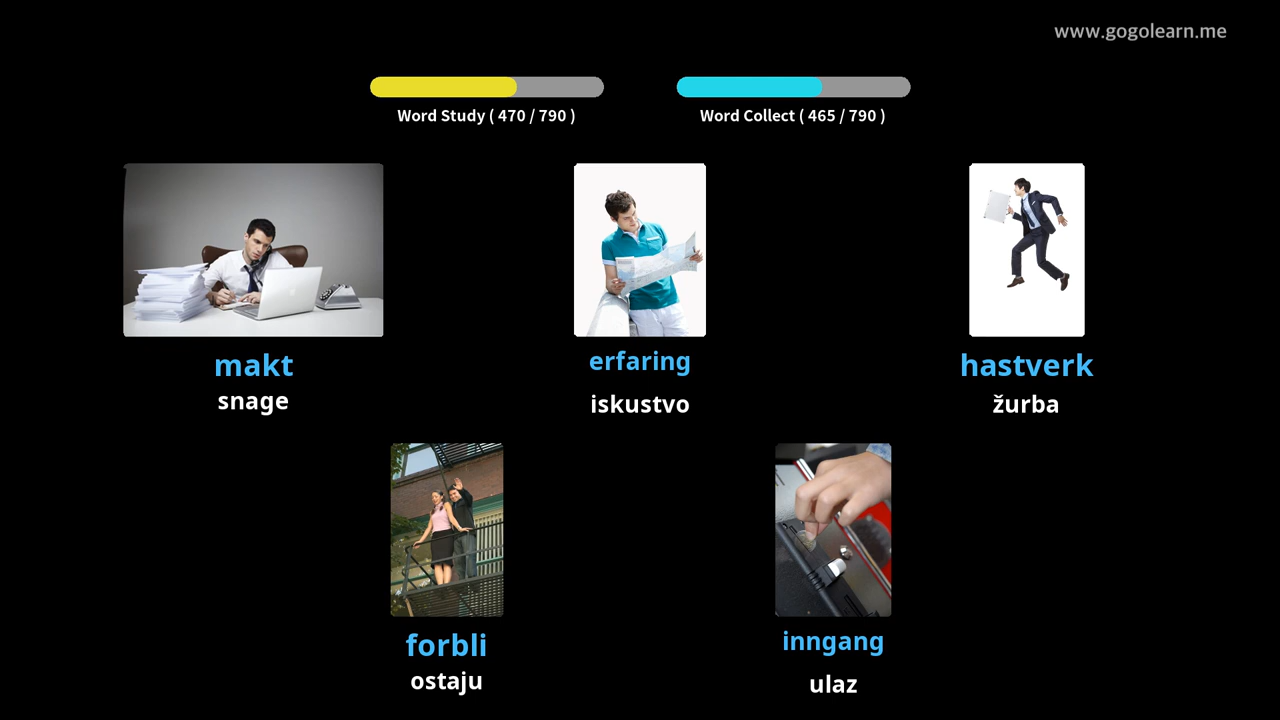 www.gogolearn.me
Word Study ( 470 / 790 )
Word Collect ( 465 / 790 )
makt
snage
erfaring
iskustvo
hastverk
žurba
forbli
ostaju
inngang
ulaz